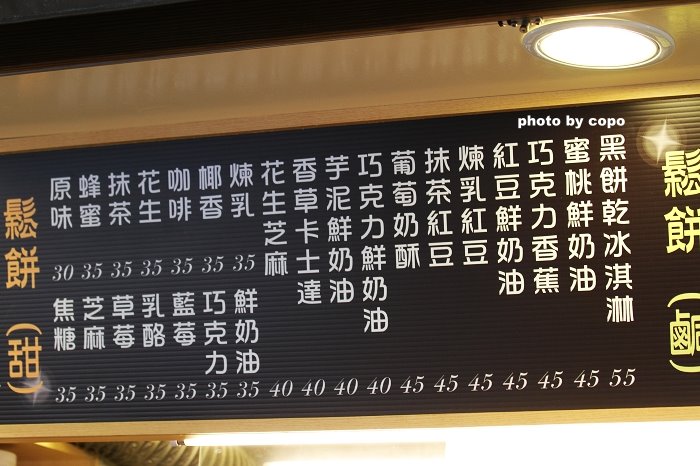 photo by copo
鬆餅(鹹
黑餅乾冰淇淋 55
蜜桃鮮奶油 45
巧克力香蕉 45
紅豆鮮奶油 45
煉乳紅豆 45
抹茶紅豆 45
葡萄奶酥 45
巧克力鮮奶油 40
芋泥鮮奶油 40
香草卡士達 40
花生芝麻 40
煉乳 35
椰香 35
咖啡 35
花生 35
抹茶 35
蜂蜜 35
原味 30
鮮奶油 35
巧克力 35
藍莓 35
乳酪 35
草莓 35
芝麻 35
焦糖 35
鬆餅(甜)